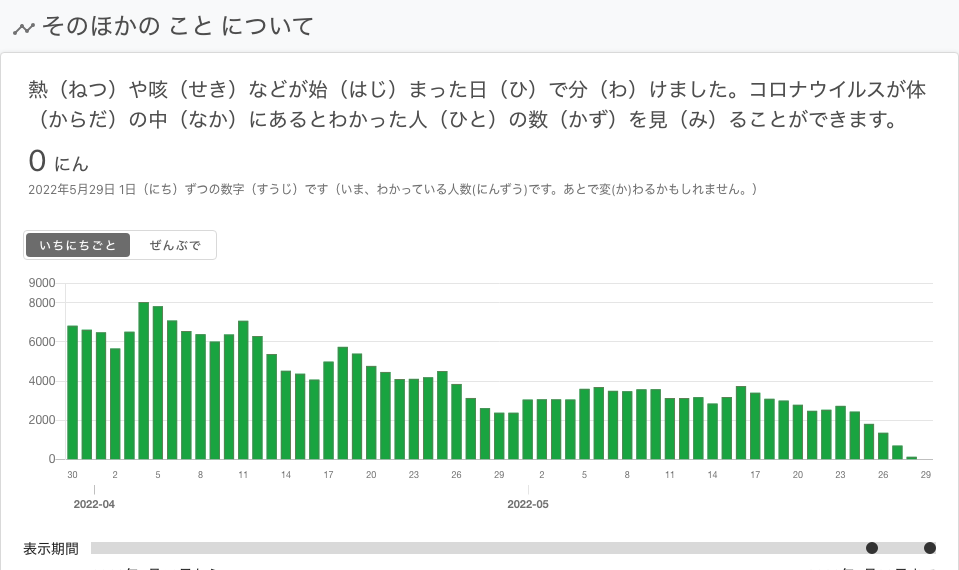 そのほかの こと について
熱（ねつ）や咳（せき）などが始（はじ）まった日（ひ）で分（わ）けました。コロナウイルスが体
（からだ）の中（なか）にあるとわかった人（ひと）の数（かず）を見（み）ることができます。
0 にん
2022年5月29日 1日（にち）ずつの数字（すうじ）です（いま、わかっている人数(にんずう)です。あとで変(か)わるかもしれません。）
いちにちごと ぜんぶで
9000
8000
6000
4000
2000
0
30 2 5 8 11 14 17 20 23 26 29 2 5 8 11 14 17 20 23 26 29
2022-04 2022-05
表示期間